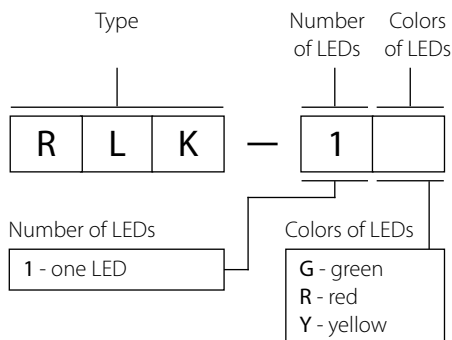 Type
Number
of LEDs
Colors
of LEDs
R L K – 1
Number of LEDs
1 - one LED
Colors of LEDs
G - green
R - red
Y - yellow